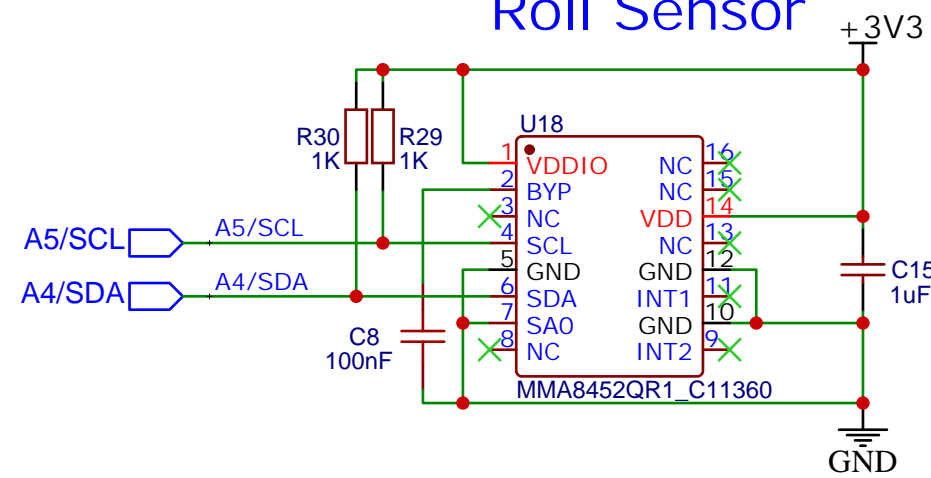 Roll Sensor
+3V3
R30
1K
R29
1K
U18
1
VDDIO
2
BYP
3
NC
4
SCL
5
GND
6
SDA
7
SA0
8
NC
16
NC
15
NC
14
VDD
13
NC
12
GND
11
INT1
10
GND
9
INT2
A5/SCL
A5/SCL
A4/SDA
A4/SDA
C8
100nF
C15
1uF
MMA8452QR1_C11360
GND